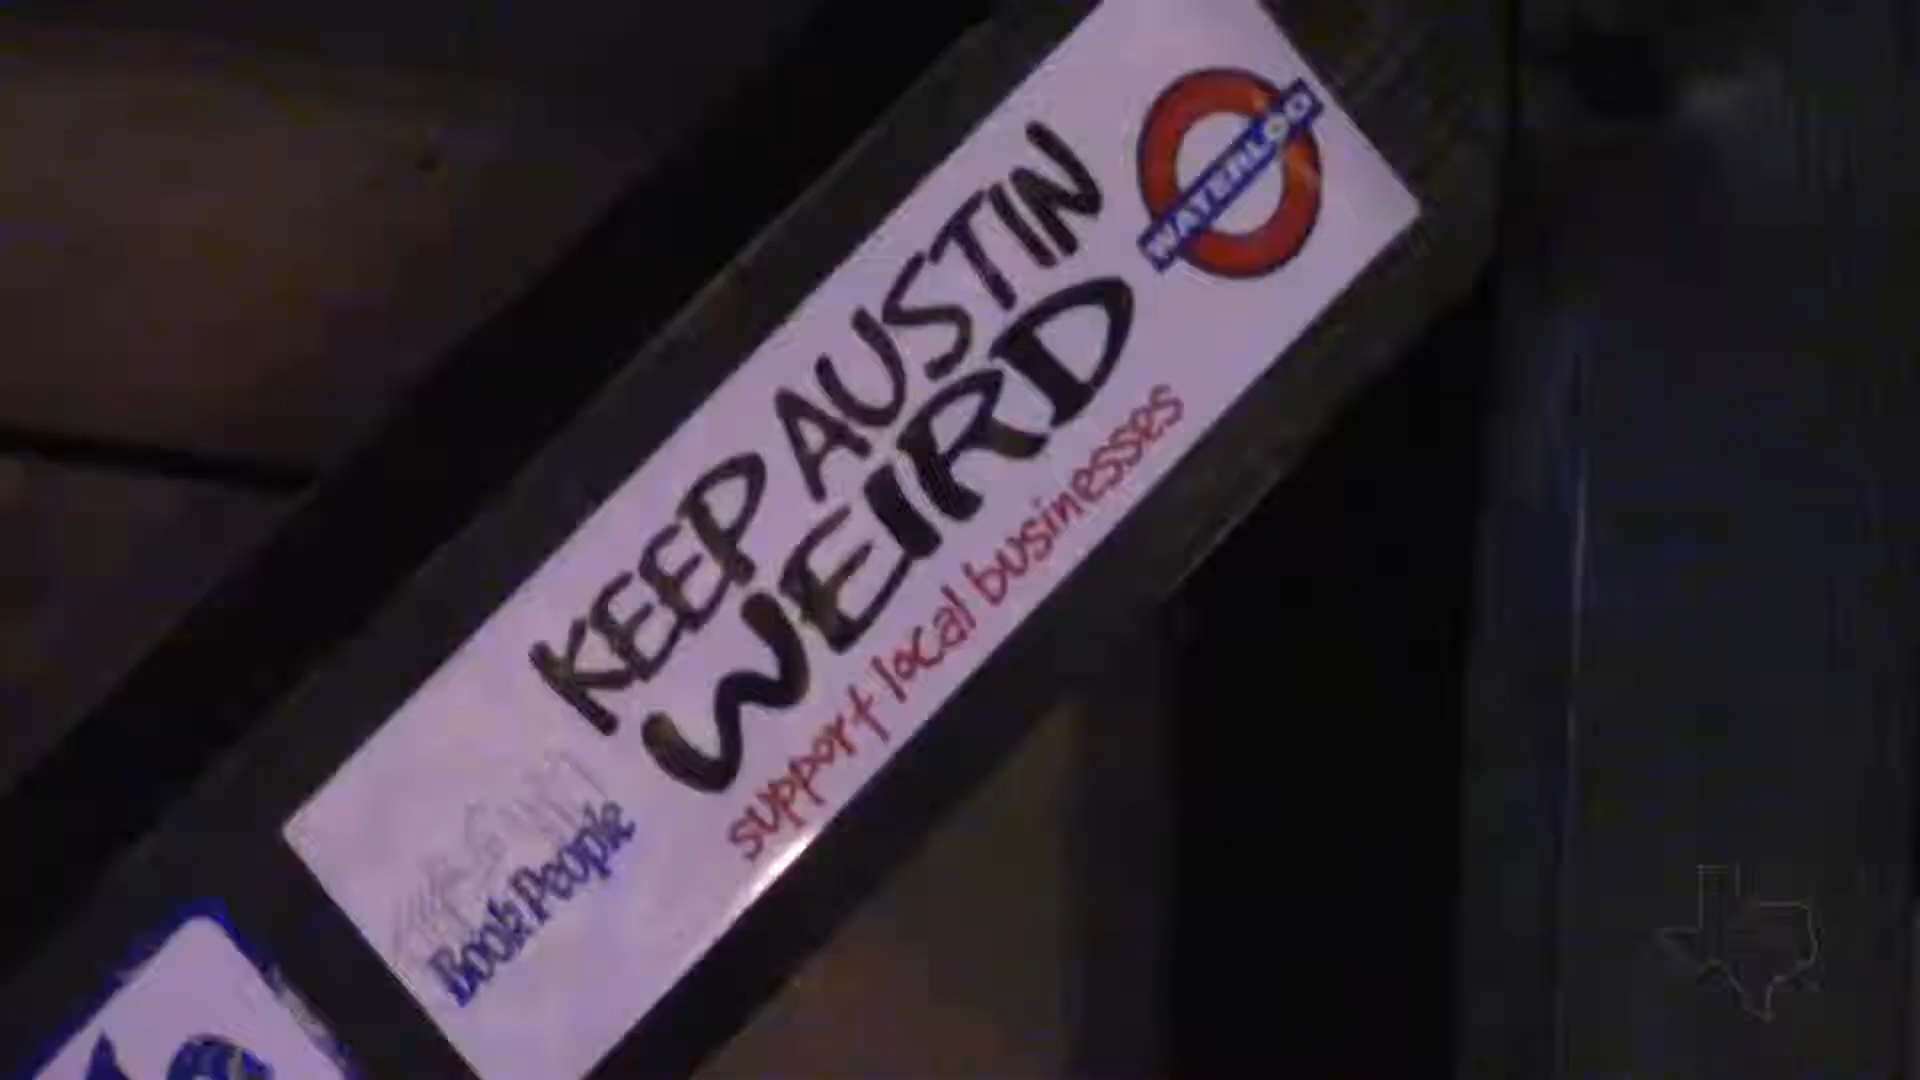 KEEP AUSTIN
WEIRD
support local businesses
WATERLOO
BookPeople